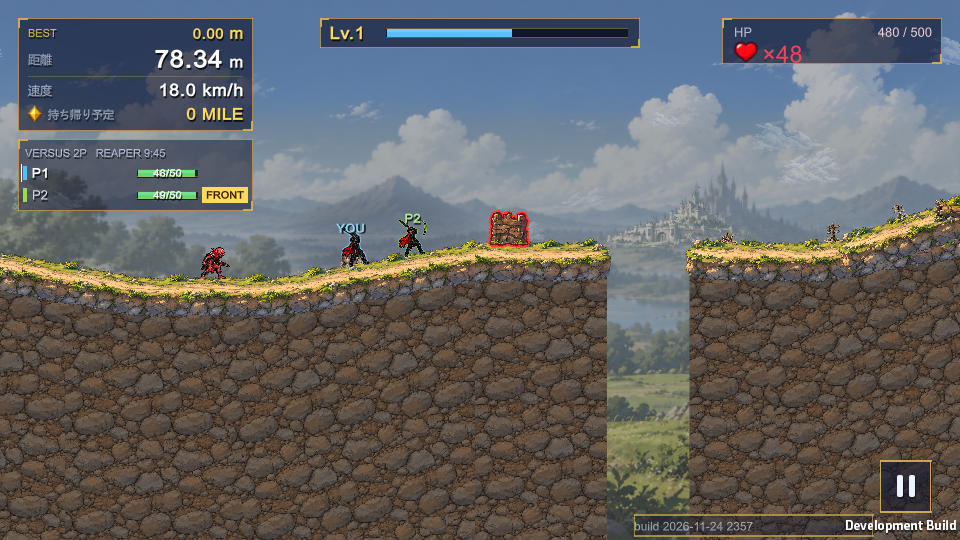 BEST 0.00 m
距離 78.34 m
速度 18.0 km/h
持ち帰り予定 0 MILE
VERSUS 2P REAPER 9:45
P1 48/50
P2 49/50 FRONT
Lv.1
HP 480 / 500
×48
YOU
P2
build 2026-11-24 2357
Development Build